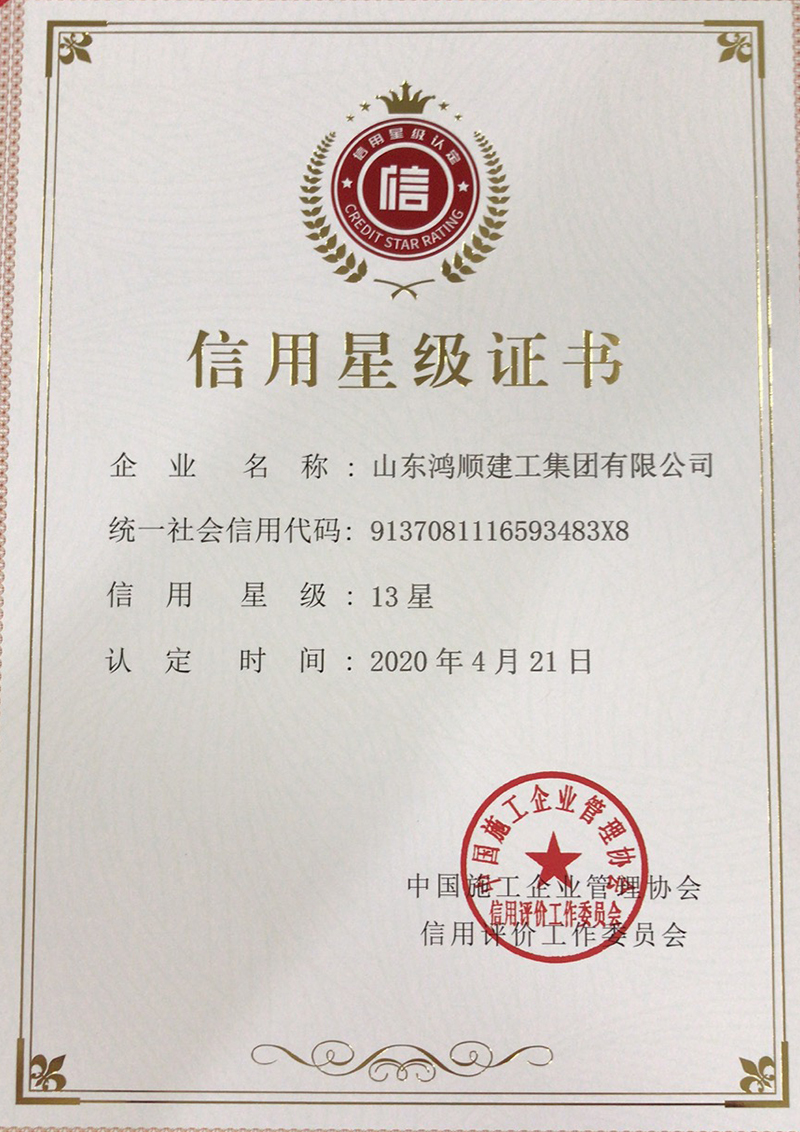 信用星级认定
信
CREDIT STAR RATING
信用星级证书
企业名称：山东鸿顺建工集团有限公司
统一社会信用代码：9137081116593483X8
信用星级：13星
认定时间：2020年4月21日
中国施工企业管理协会
信用评价工作委员会
中国施工企业管理协会
信用评价工作委员会